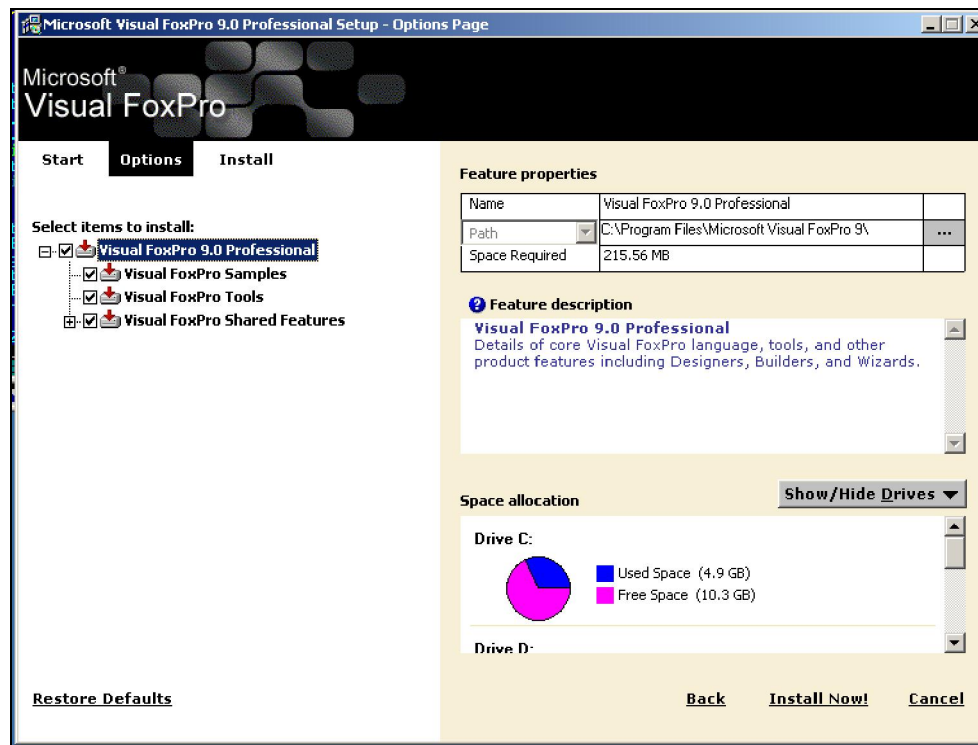 Microsoft Visual FoxPro 9.0 Professional Setup - Options Page
Microsoft®
Visual FoxPro
Start Options Install
Select items to install:
Visual FoxPro 9.0 Professional
Visual FoxPro Samples
Visual FoxPro Tools
Visual FoxPro Shared Features
Feature properties
Name Visual FoxPro 9.0 Professional
Path C:\Program Files\Microsoft Visual FoxPro 9\ ...
Space Required 215.56 MB
Feature description
Visual FoxPro 9.0 Professional
Details of core Visual FoxPro language, tools, and other
product features including Designers, Builders, and Wizards.
Show/Hide Drives
Space allocation
Drive C:
Used Space (4.9 GB)
Free Space (10.3 GB)
Drive D:
Restore Defaults
Back Install Now! Cancel